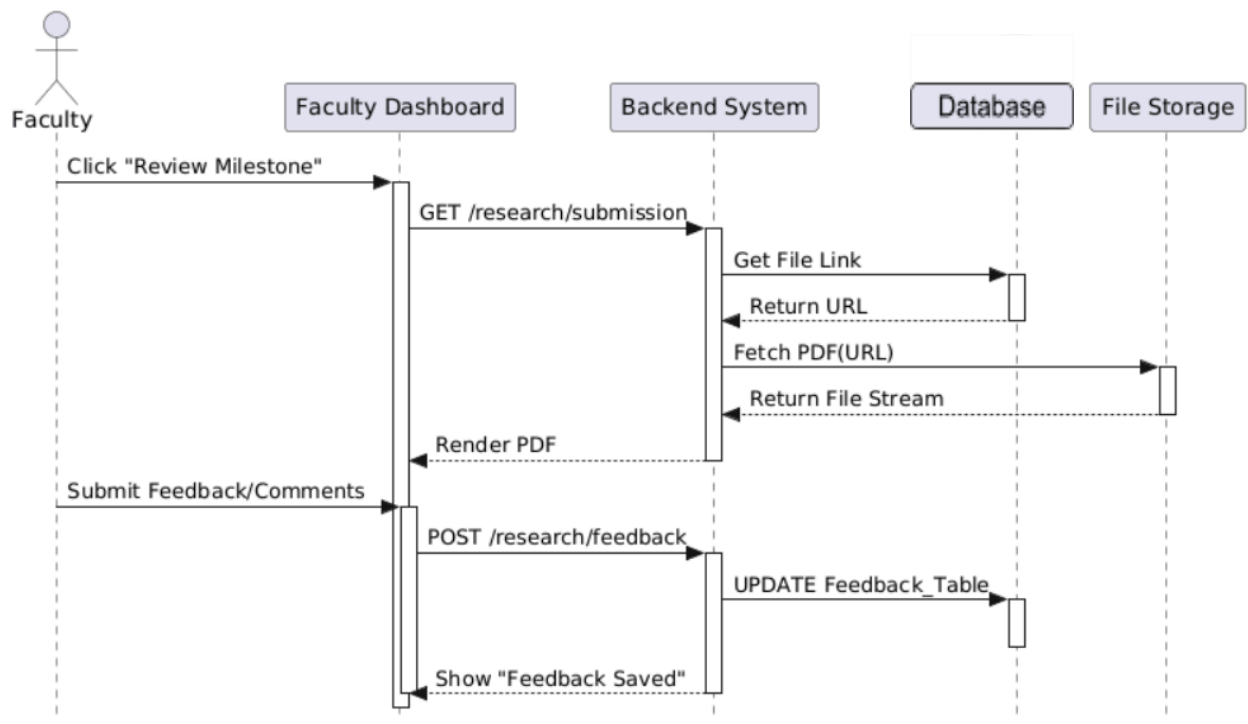 Faculty
Faculty Dashboard
Backend System
Database
File Storage
Click "Review Milestone"
GET /research/submission
Get File Link
Return URL
Fetch PDF(URL)
Return File Stream
Render PDF
Submit Feedback/Comments
POST /research/feedback
UPDATE Feedback_Table
Show "Feedback Saved"